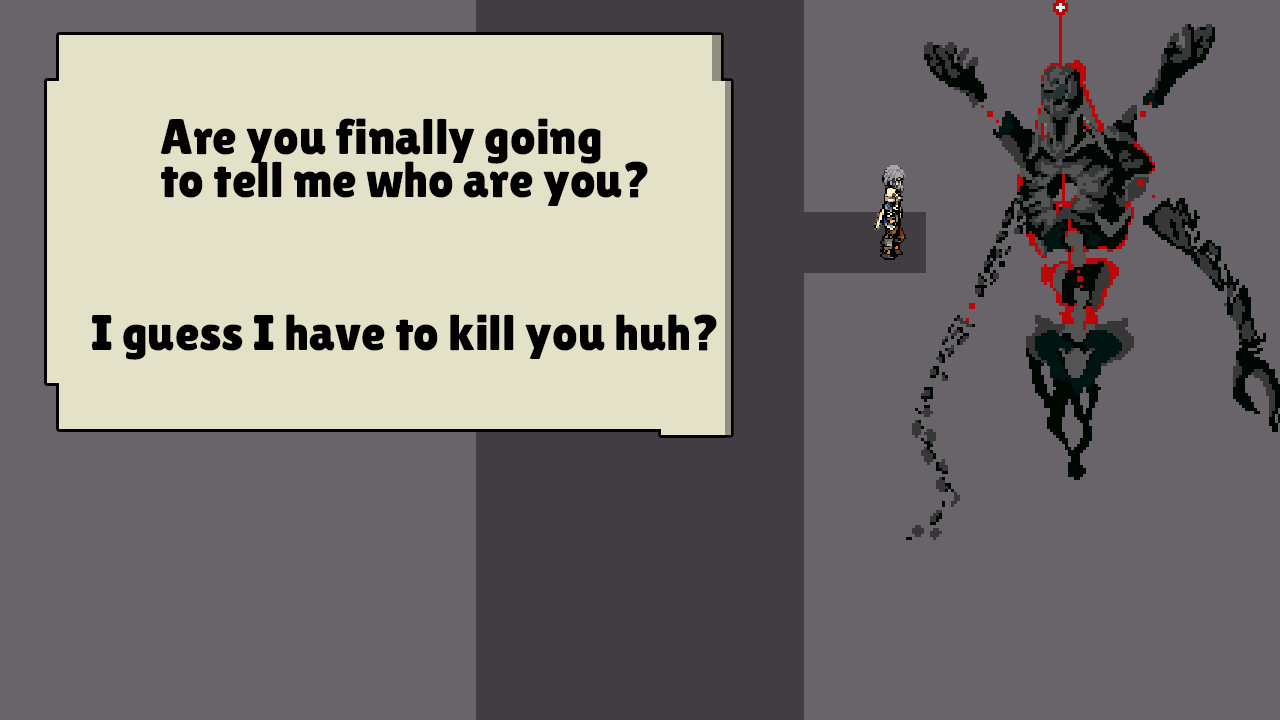 Are you finally going
to tell me who are you?
I guess I have to kill you huh?